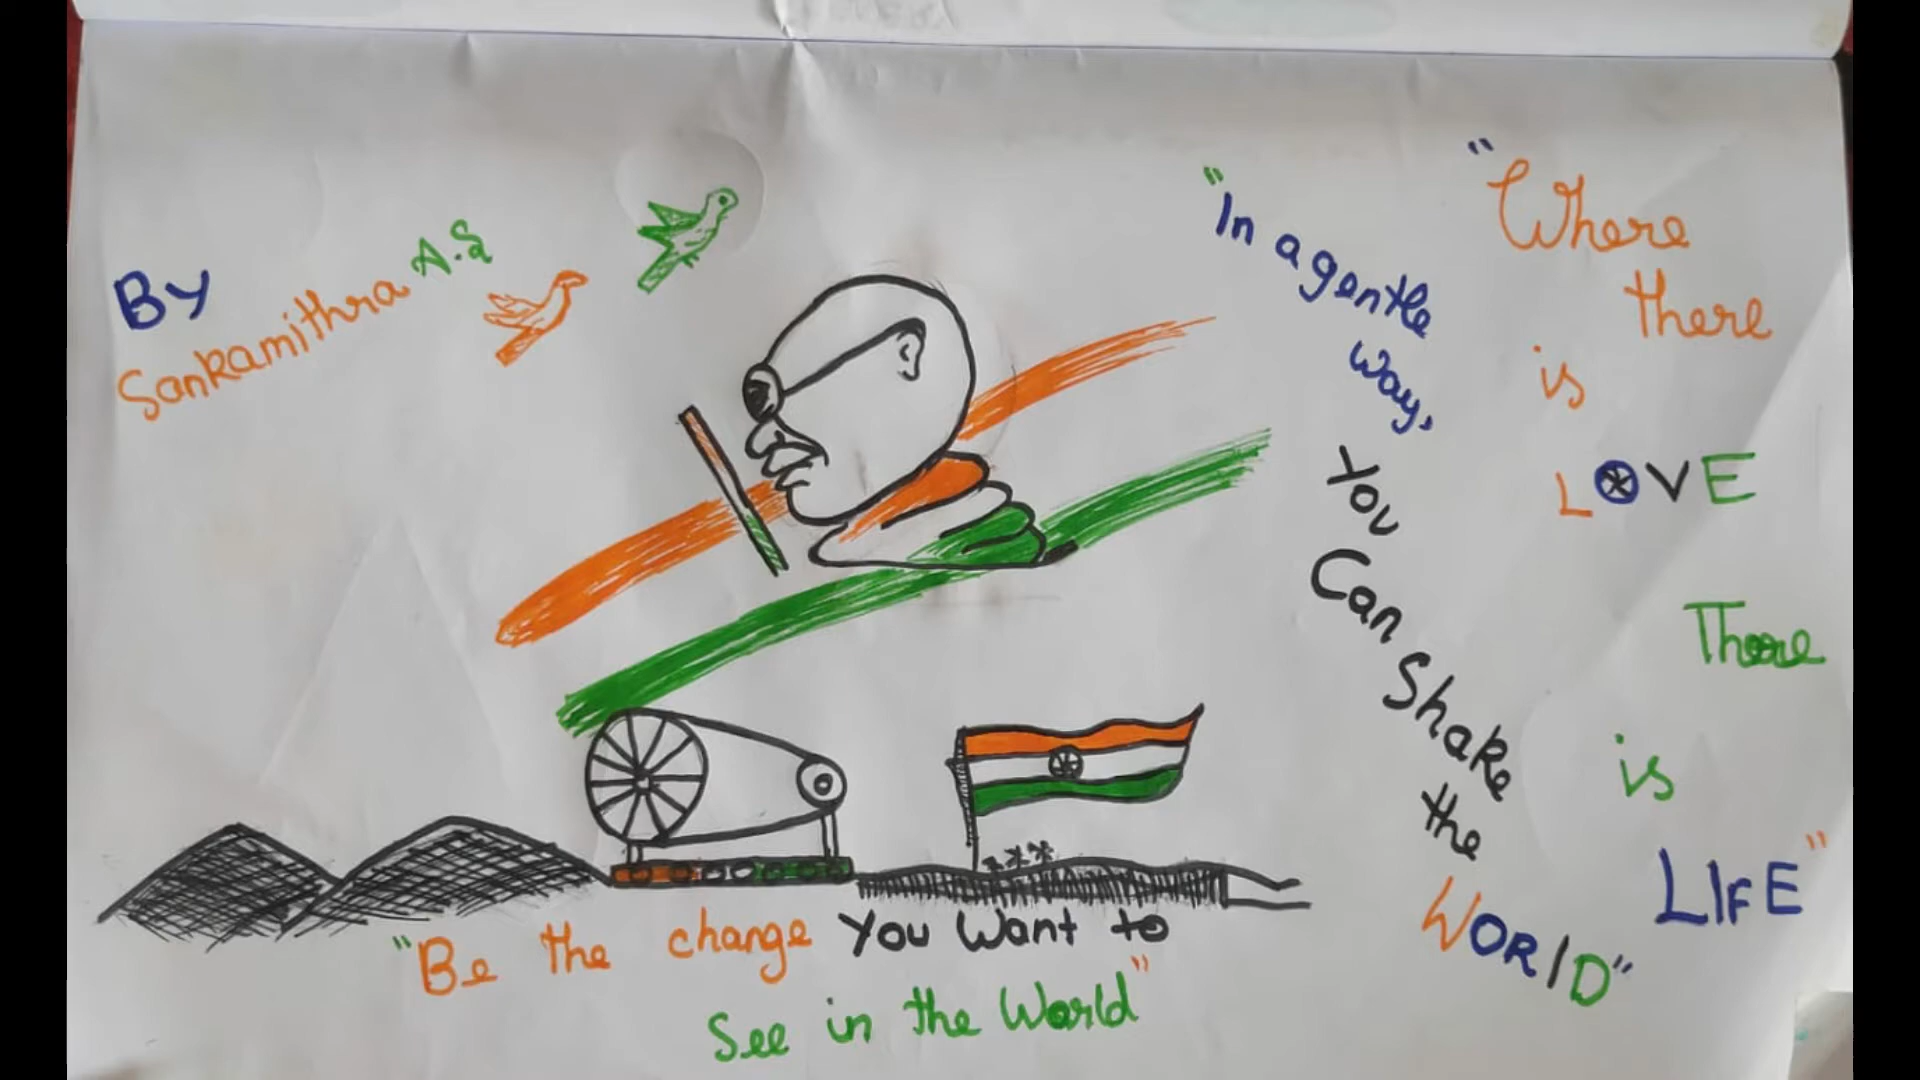 By
Sankamithra A.S
"In a gentle
way,
You
Can
Shake
the
WORLD"
"Where
there
is
LOVE
There
is
LIFE"
"Be the change You Want to
See in the World"